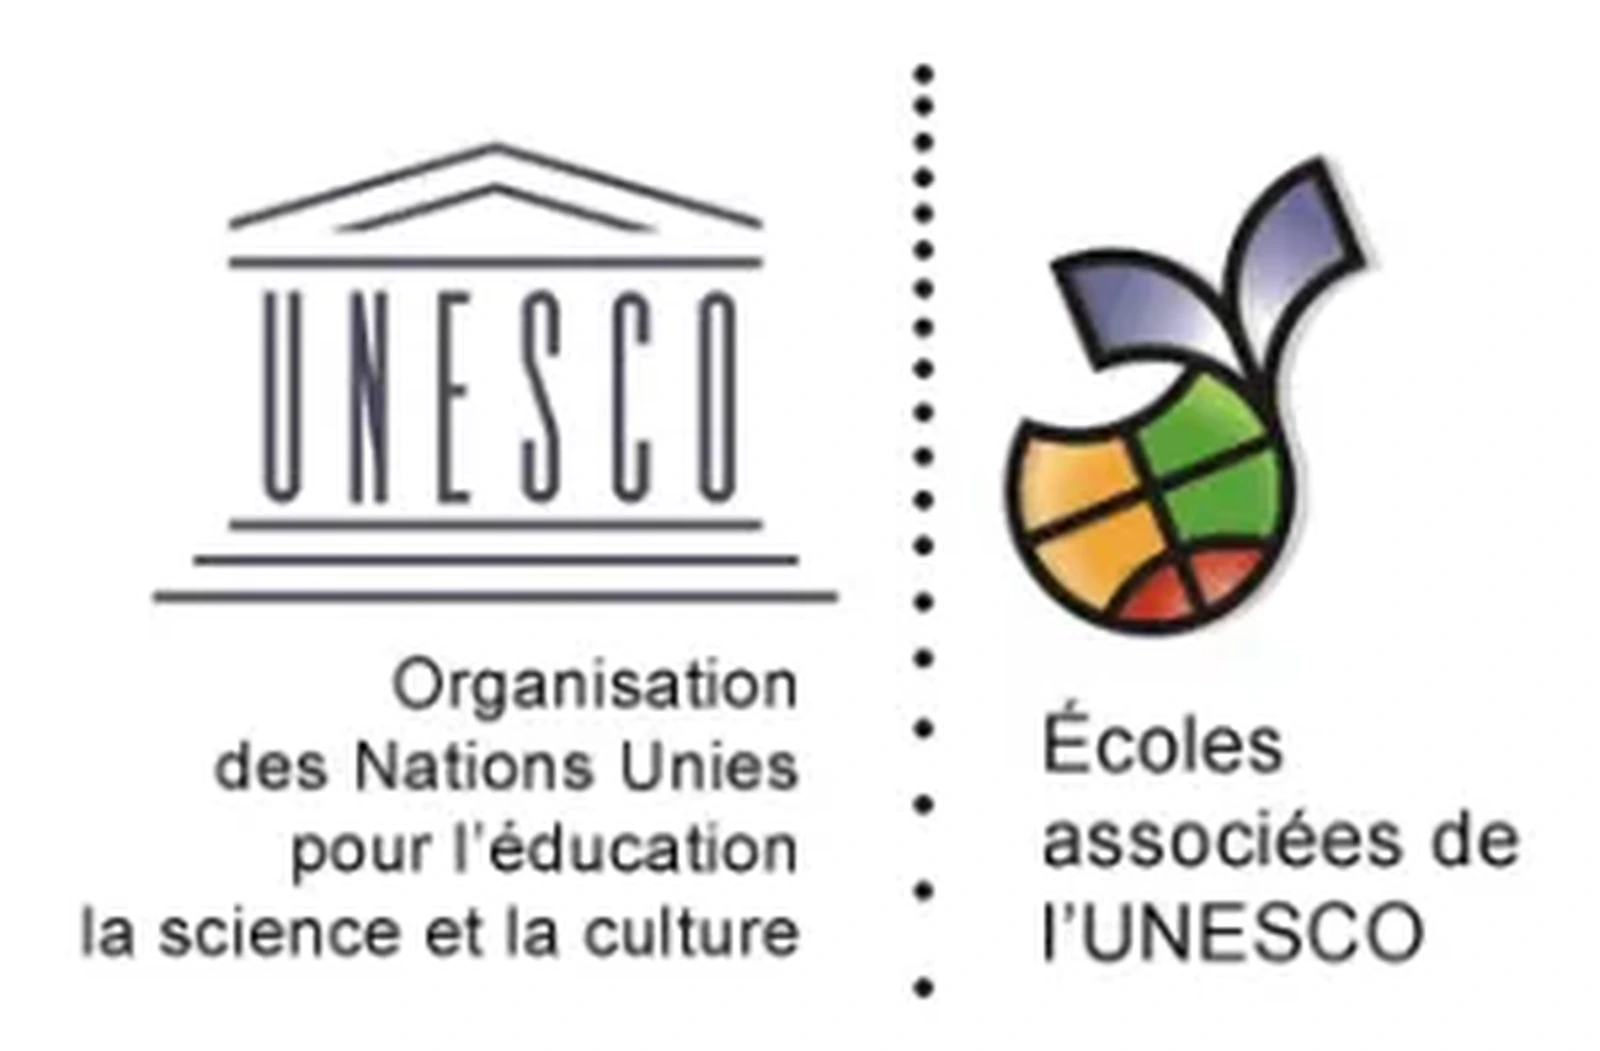 UNESCO
Organisation
des Nations Unies
pour l'éducation
la science et la culture
Écoles
associées de
l'UNESCO